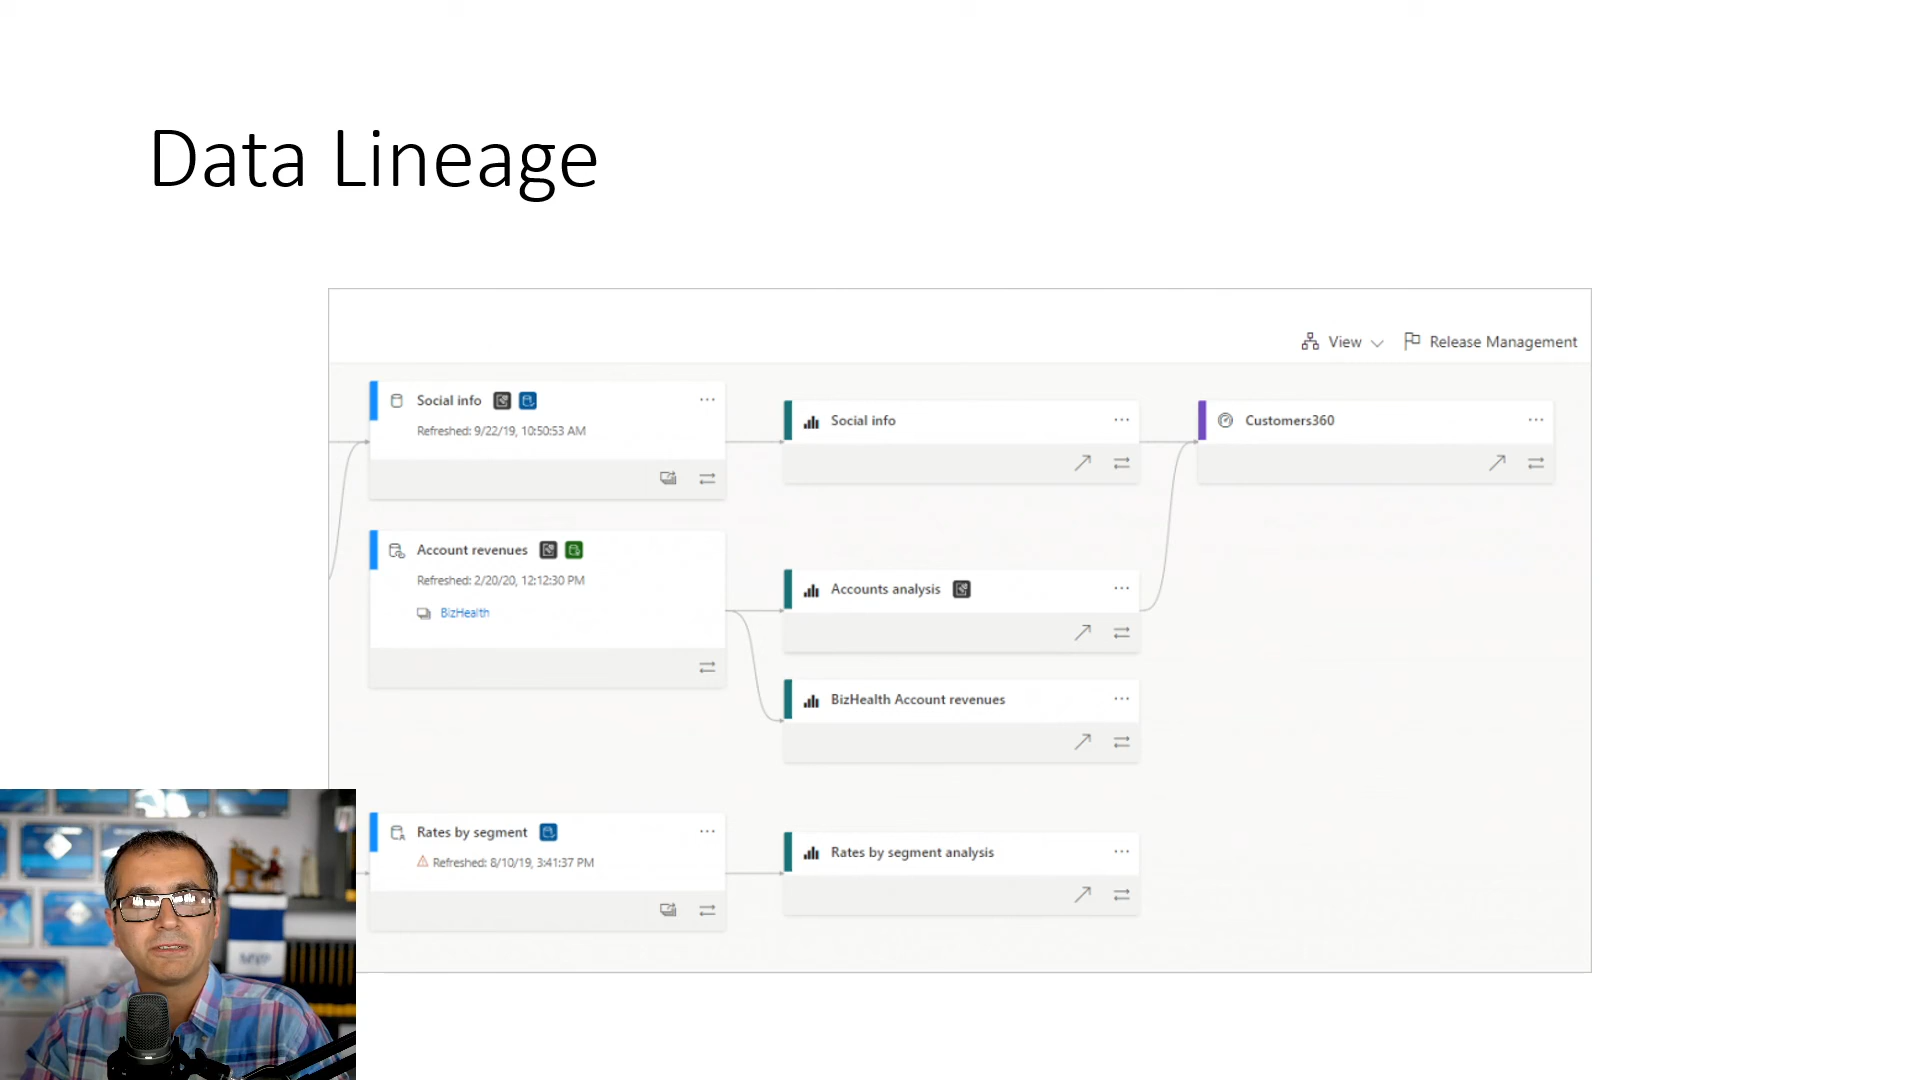 Data Lineage
View
Release Management
Social info
Refreshed: 9/22/19, 10:50:53 AM
Social info
Customers360
Account revenues
Refreshed: 2/20/20, 12:12:30 PM
BizHealth
Accounts analysis
BizHealth Account revenues
Rates by segment
Refreshed: 8/10/19, 3:41:37 PM
Rates by segment analysis
MVP